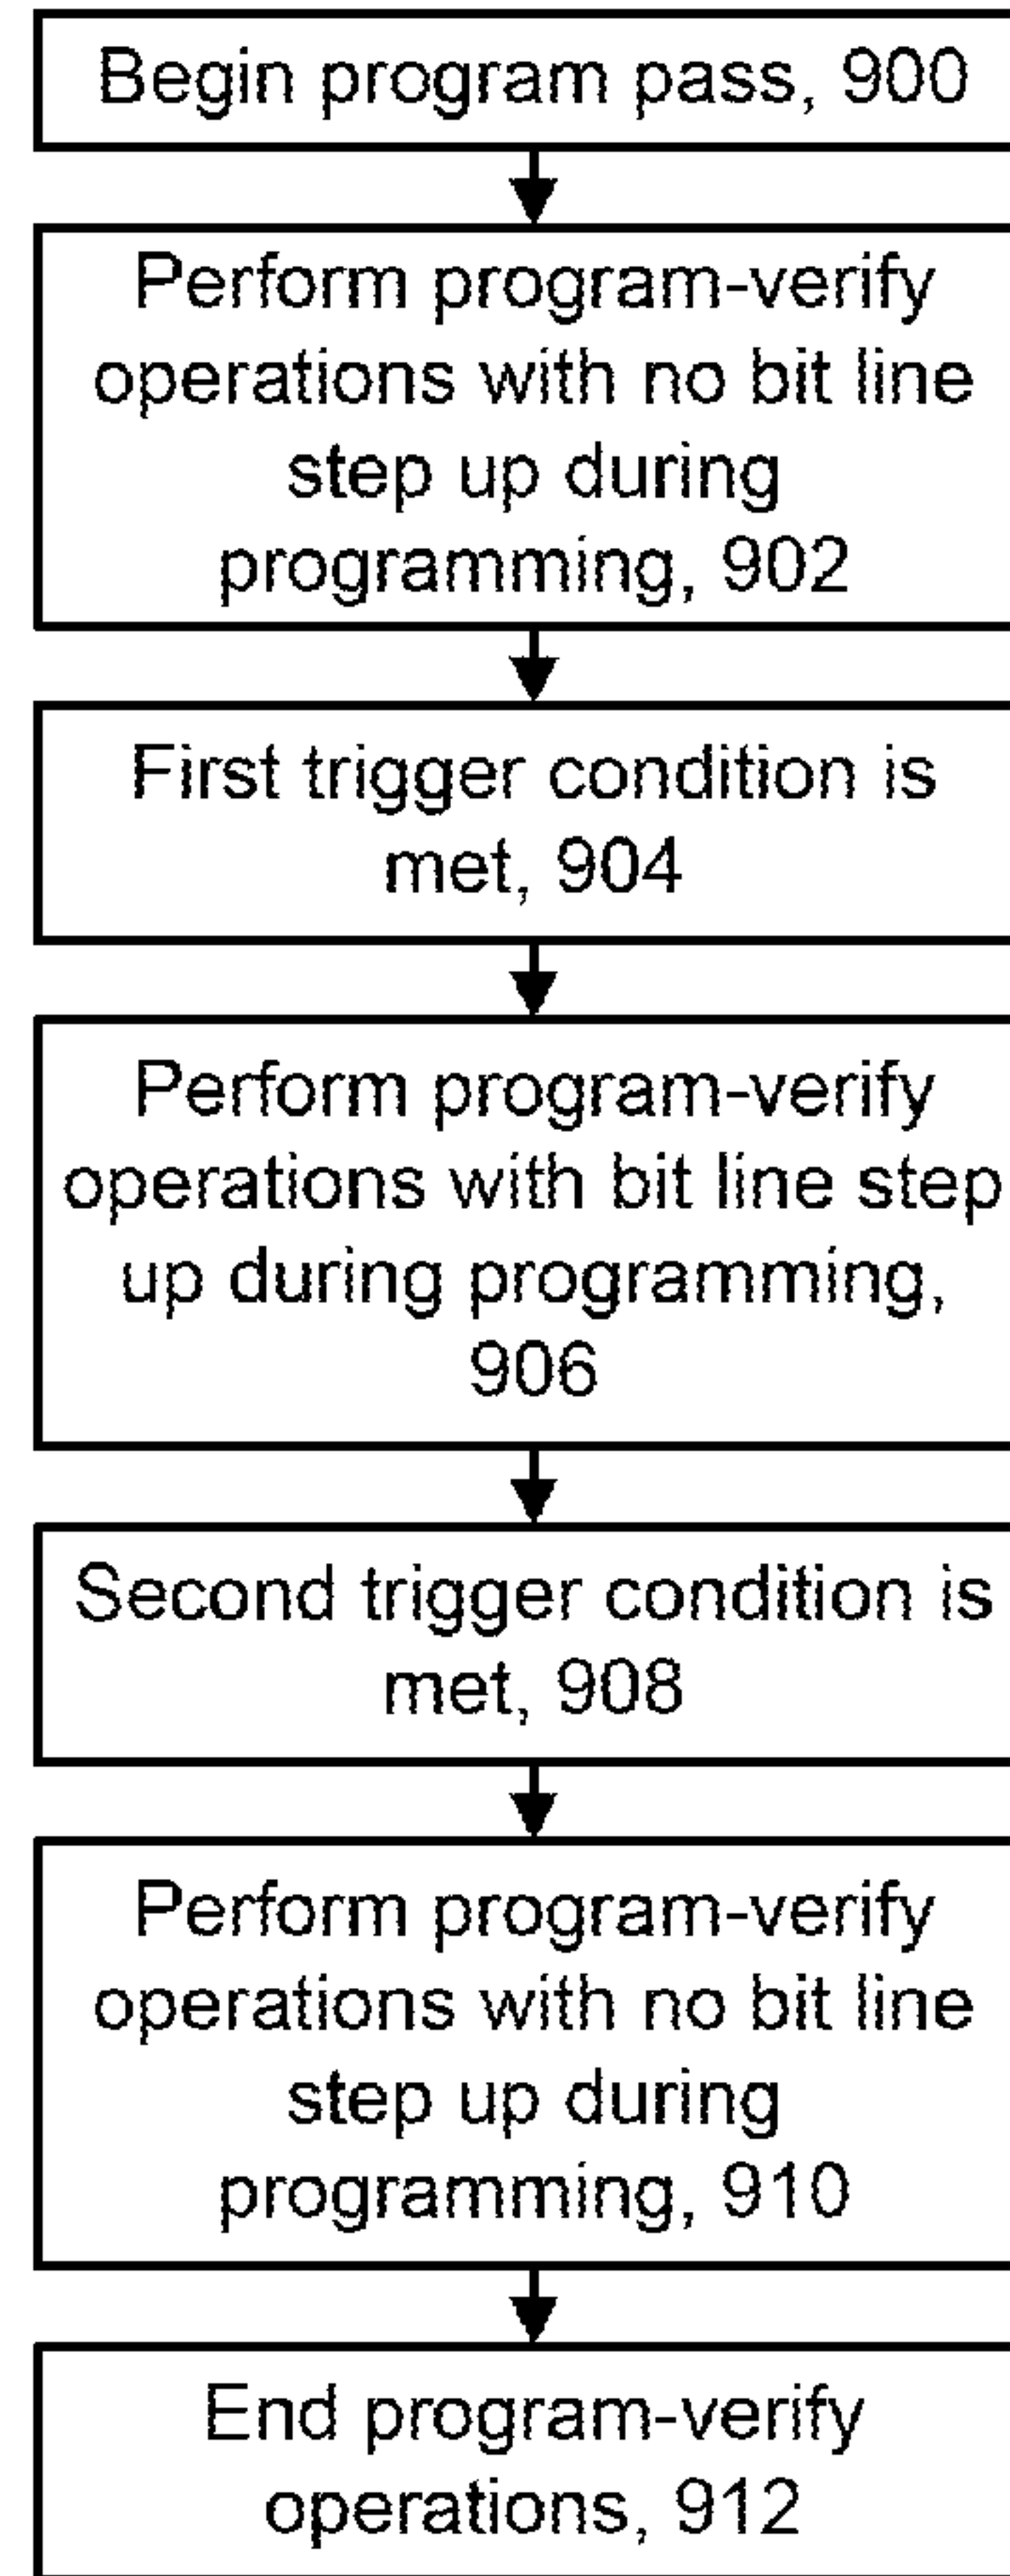 Begin program pass, 900
Perform program-verify
operations with no bit line
step up during
programming, 902
First trigger condition is
met, 904
Perform program-verify
operations with bit line step
up during programming,
906
Second trigger condition is
met, 908
Perform program-verify
operations with no bit line
step up during
programming, 910
End program-verify
operations, 912